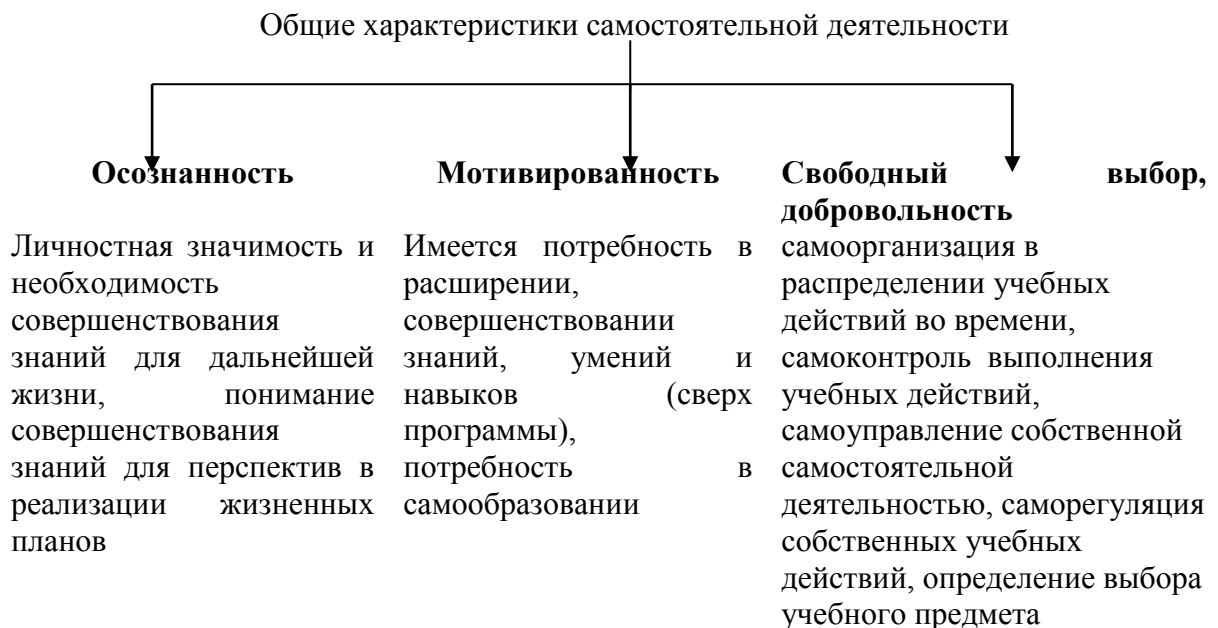 Общие характеристики самостоятельной деятельности
Осознанность
Личностная значимость и
необходимость
совершенствования
знаний для дальнейшей
жизни, понимание
совершенствования
знаний для перспектив в
реализации жизненных
планов
Мотивированность
Имеется потребность в
расширении,
совершенствовании
знаний, умений и
навыков (сверх
программы),
потребность в
самообразовании
Свободный выбор,
добровольность
самоорганизация в
распределении учебных
действий во времени,
самоконтроль выполнения
учебных действий,
самоуправление собственной
самостоятельной
деятельностью, саморегуляция
собственных учебных
действий, определение выбора
учебного предмета